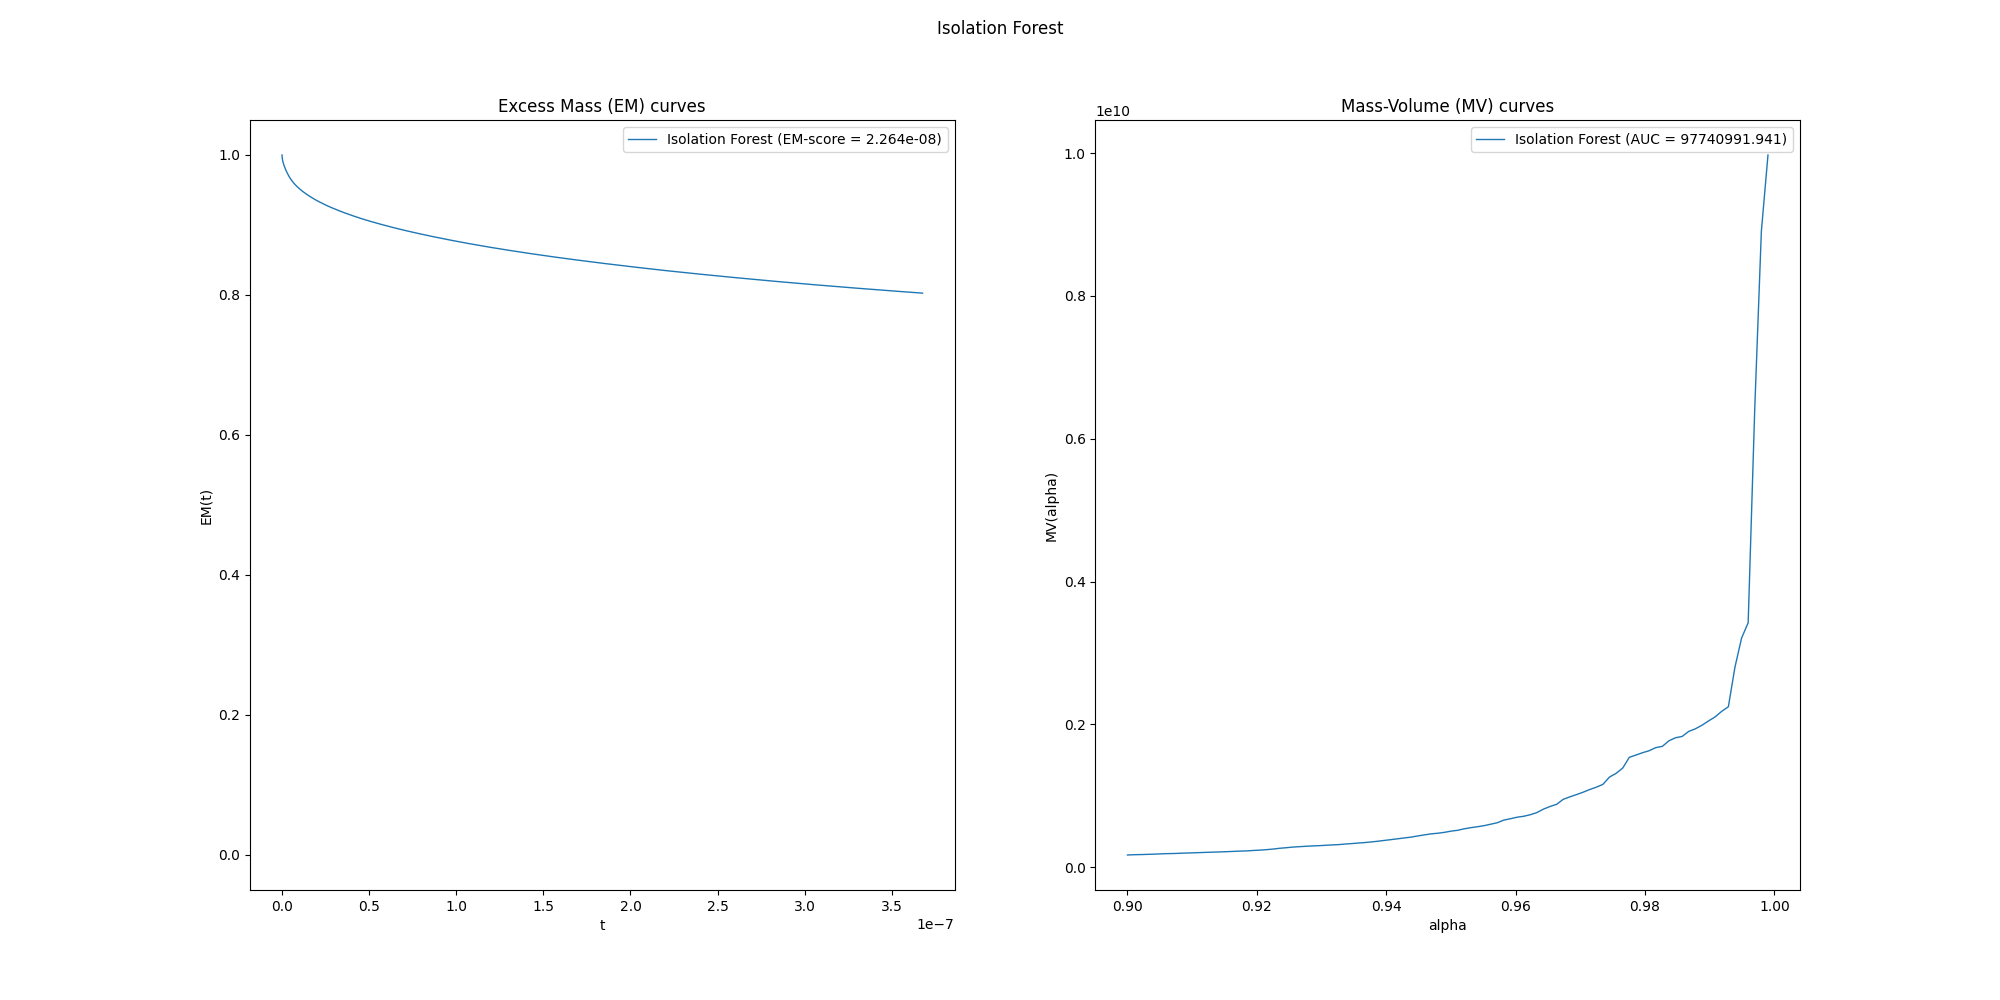 Isolation Forest
Excess Mass (EM) curves
Isolation Forest (EM-score = 2.264e-08)
EM(t)
1.0
0.8
0.6
0.4
0.2
0.0
0.0 0.5 1.0 1.5 2.0 2.5 3.0 3.5
1e−7
t
Mass-Volume (MV) curves
1e10
Isolation Forest (AUC = 97740991.941)
MV(alpha)
1.0
0.8
0.6
0.4
0.2
0.0
0.90 0.92 0.94 0.96 0.98 1.00
alpha